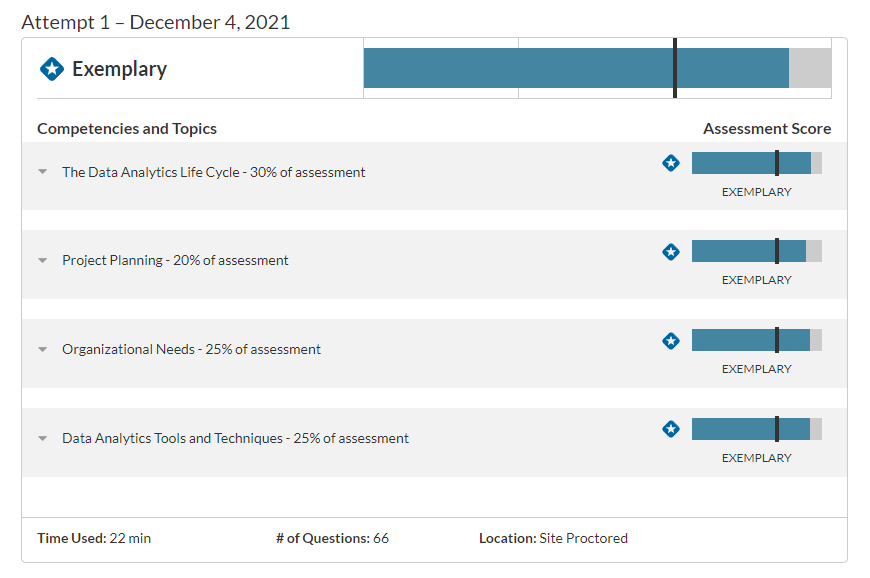 Attempt 1 – December 4, 2021
Exemplary
Competencies and Topics Assessment Score
The Data Analytics Life Cycle - 30% of assessment
EXEMPLARY
Project Planning - 20% of assessment
EXEMPLARY
Organizational Needs - 25% of assessment
EXEMPLARY
Data Analytics Tools and Techniques - 25% of assessment
EXEMPLARY
Time Used: 22 min # of Questions: 66 Location: Site Proctored